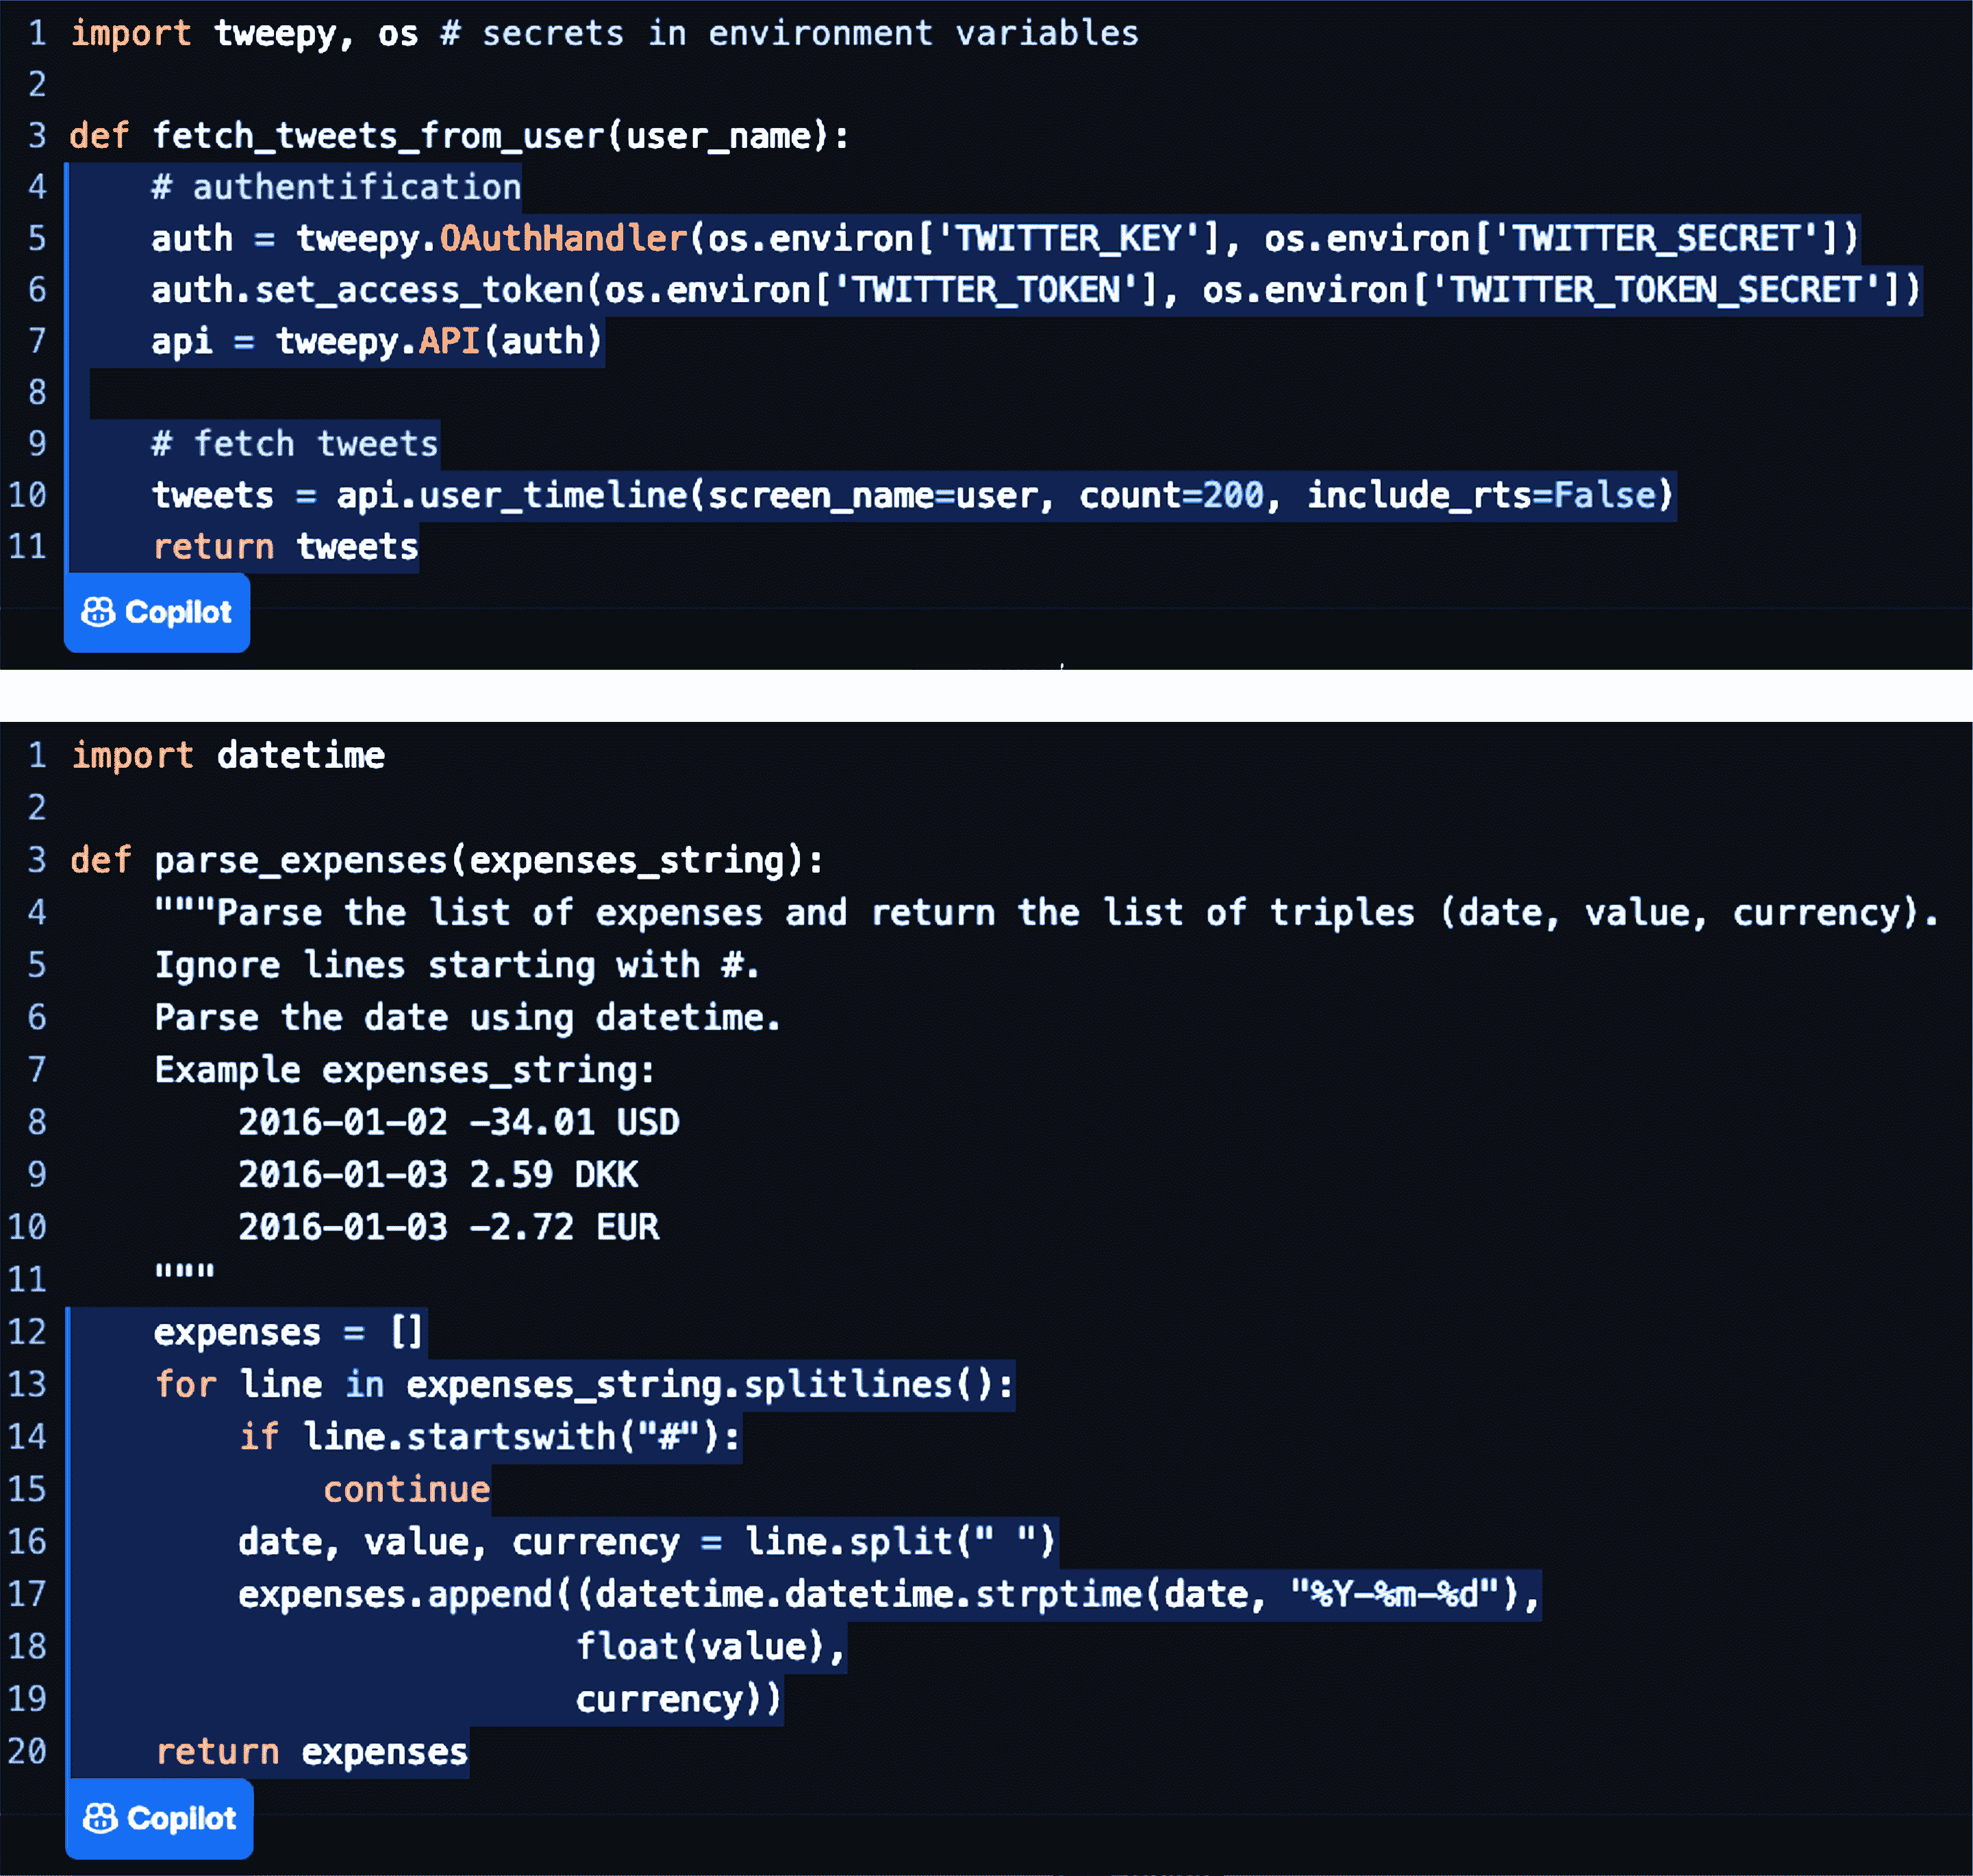 1 import tweepy, os # secrets in environment variables
2
3 def fetch_tweets_from_user(user_name):
4     # authentification
5     auth = tweepy.OAuthHandler(os.environ['TWITTER_KEY'], os.environ['TWITTER_SECRET'])
6     auth.set_access_token(os.environ['TWITTER_TOKEN'], os.environ['TWITTER_TOKEN_SECRET'])
7     api = tweepy.API(auth)
8
9     # fetch tweets
10     tweets = api.user_timeline(screen_name=user, count=200, include_rts=False)
11     return tweets
Copilot
1 import datetime
2
3 def parse_expenses(expenses_string):
4     """Parse the list of expenses and return the list of triples (date, value, currency).
5     Ignore lines starting with #.
6     Parse the date using datetime.
7     Example expenses_string:
8         2016-01-02 -34.01 USD
9         2016-01-03 2.59 DKK
10         2016-01-03 -2.72 EUR
11     """
12     expenses = []
13     for line in expenses_string.splitlines():
14         if line.startswith("#"):
15             continue
16         date, value, currency = line.split(" ")
17         expenses.append((datetime.datetime.strptime(date, "%Y-%m-%d"),
18                         float(value),
19                         currency))
20     return expenses
Copilot